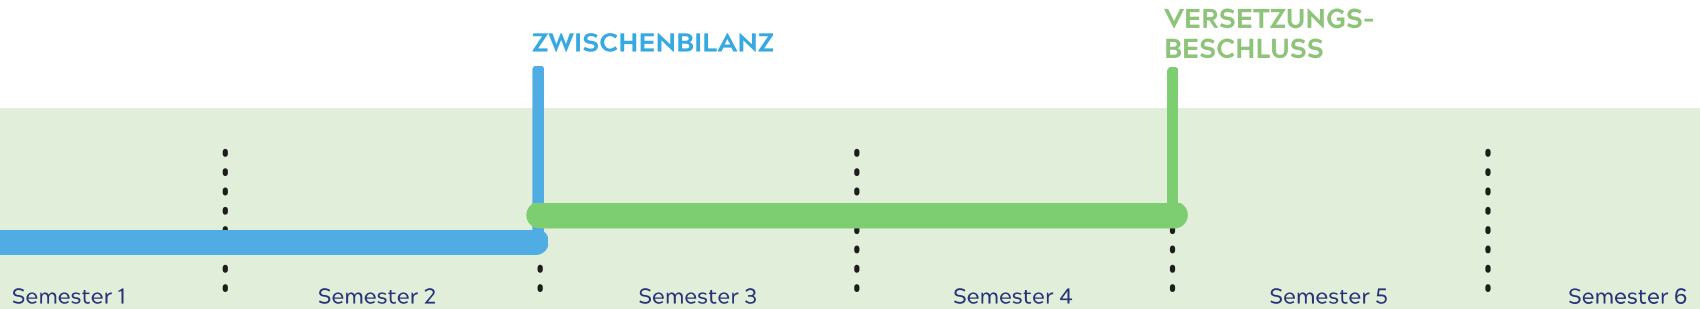 ZWISCHENBILANZ
VERSETZUNGS-
BESCHLUSS
Semester 1
Semester 2
Semester 3
Semester 4
Semester 5
Semester 6